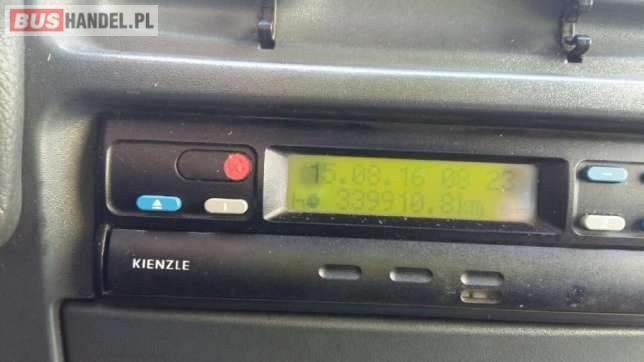 BUSHANDEL.PL
15.08.16 08 23
339910.8km
KIENZLE